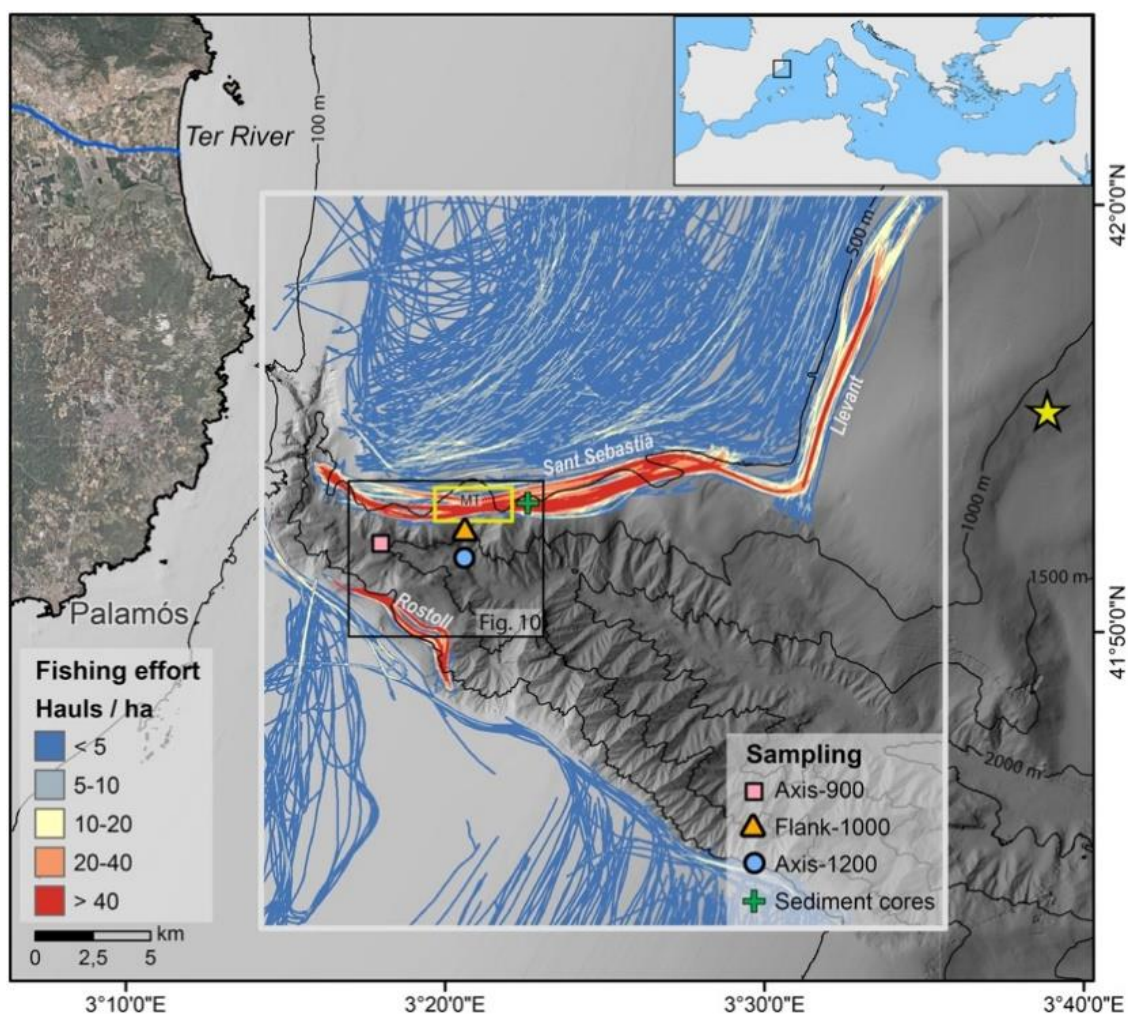 Ter River
100 m
500 m
42°0'0"N
Llevant
Sant Sebastià
MT
1000 m
1500 m
Rostoll
Fig. 10
Palamós
41°50'0"N
2000 m
Fishing effort
Hauls / ha
< 5
5-10
10-20
20-40
> 40
km
0 2,5 5
Sampling
Axis-900
Flank-1000
Axis-1200
Sediment cores
3°10'0"E 3°20'0"E 3°30'0"E 3°40'0"E